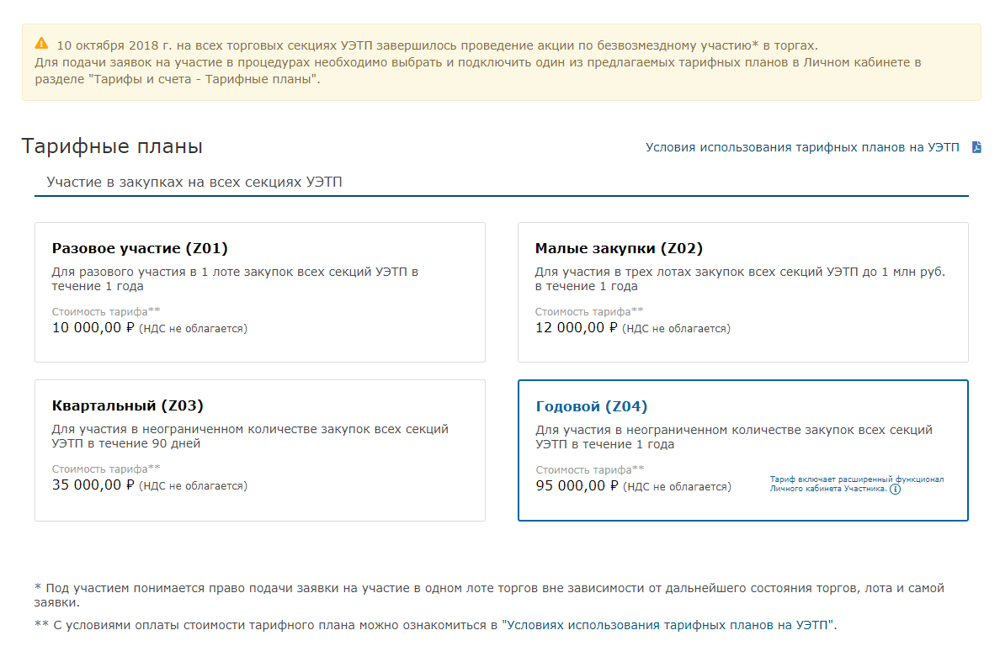 10 октября 2018 г. на всех торговых секциях УЭТП завершилось проведение акции по безвозмездному участию* в торгах.
Для подачи заявок на участие в процедурах необходимо выбрать и подключить один из предлагаемых тарифных планов в Личном кабинете в
разделе "Тарифы и счета - Тарифные планы".
Тарифные планы
Условия использования тарифных планов на УЭТП
Участие в закупках на всех секциях УЭТП
Разовое участие (Z01)
Для разового участия в 1 лоте закупок всех секций УЭТП в
течение 1 года
Стоимость тарифа**
10 000,00 ₽ (НДС не облагается)
Малые закупки (Z02)
Для участия в трех лотах закупок всех секций УЭТП до 1 млн руб.
в течение 1 года
Стоимость тарифа**
12 000,00 ₽ (НДС не облагается)
Квартальный (Z03)
Для участия в неограниченном количестве закупок всех секций
УЭТП в течение 90 дней
Стоимость тарифа**
35 000,00 ₽ (НДС не облагается)
Годовой (Z04)
Для участия в неограниченном количестве закупок всех секций
УЭТП в течение 1 года
Стоимость тарифа**
95 000,00 ₽ (НДС не облагается)
Тариф включает расширенный функционал
Личного кабинета Участника.
* Под участием понимается право подачи заявки на участие в одном лоте торгов вне зависимости от дальнейшего состояния торгов, лота и самой
заявки.
** С условиями оплаты стоимости тарифного плана можно ознакомиться в "Условиях использования тарифных планов на УЭТП".